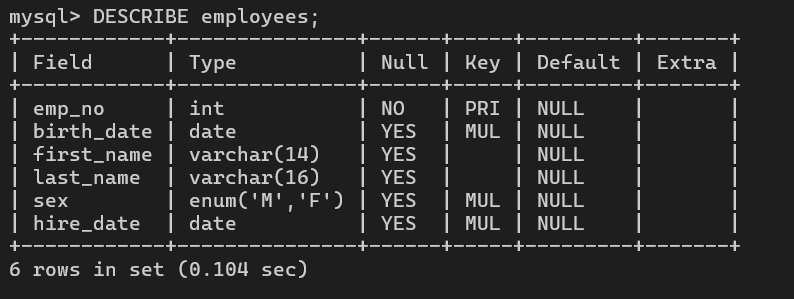 mysql> DESCRIBE employees;
+------------+---------------+------+-----+---------+-------+
| Field      | Type          | Null | Key | Default | Extra |
+------------+---------------+------+-----+---------+-------+
| emp_no     | int           | NO   | PRI | NULL    |       |
| birth_date | date          | YES  | MUL | NULL    |       |
| first_name | varchar(14)   | YES  |     | NULL    |       |
| last_name  | varchar(16)   | YES  |     | NULL    |       |
| sex        | enum('M','F') | YES  | MUL | NULL    |       |
| hire_date  | date          | YES  | MUL | NULL    |       |
+------------+---------------+------+-----+---------+-------+
6 rows in set (0.104 sec)